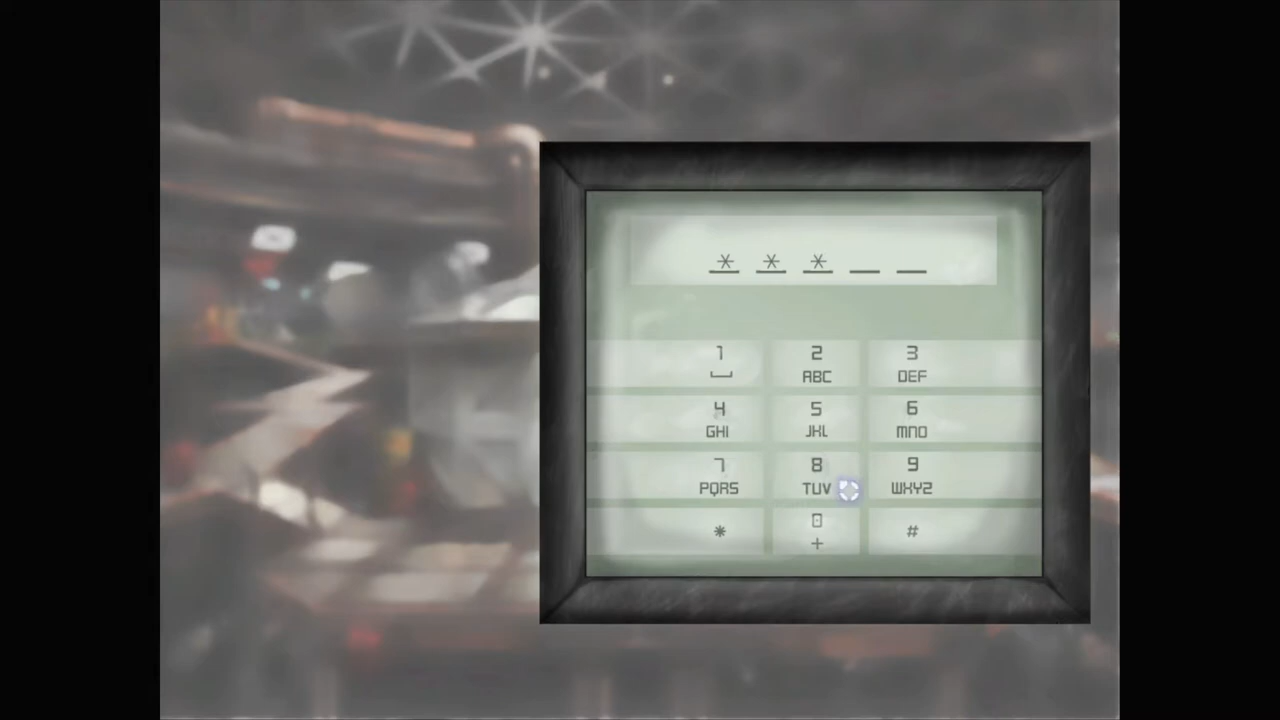 * * * _ _
1 2 3
ABC DEF
4 5 6
GHI JKL MNO
7 8 9
PQRS TUV WXYZ
* 0 #
+